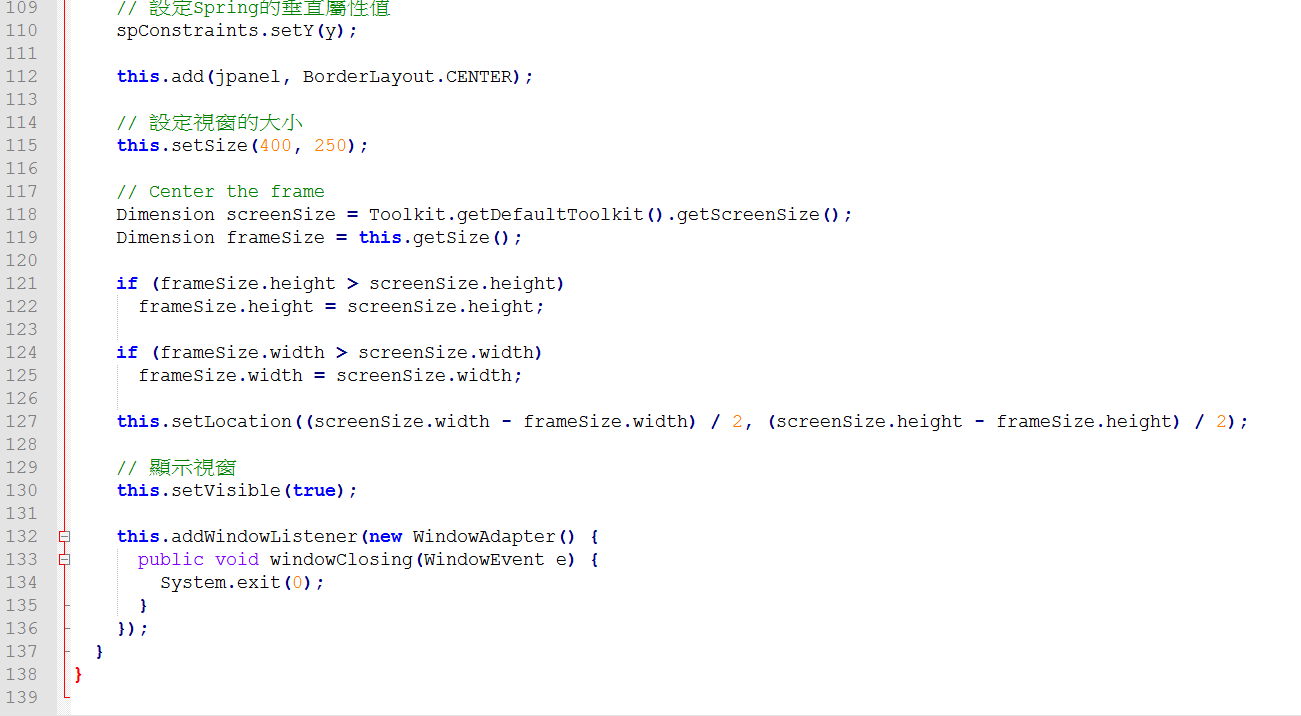 109 // 設定Spring的垂直屬性值
110 spConstraints.setY(y);
111
112 this.add(jpanel, BorderLayout.CENTER);
113
114 // 設定視窗的大小
115 this.setSize(400, 250);
116
117 // Center the frame
118 Dimension screenSize = Toolkit.getDefaultToolkit().getScreenSize();
119 Dimension frameSize = this.getSize();
120
121 if (frameSize.height > screenSize.height)
122 frameSize.height = screenSize.height;
123
124 if (frameSize.width > screenSize.width)
125 frameSize.width = screenSize.width;
126
127 this.setLocation((screenSize.width - frameSize.width) / 2, (screenSize.height - frameSize.height) / 2);
128
129 // 顯示視窗
130 this.setVisible(true);
131
132 this.addWindowListener(new WindowAdapter() {
133 public void windowClosing(WindowEvent e) {
134 System.exit(0);
135 }
136 });
137 }
138 }
139